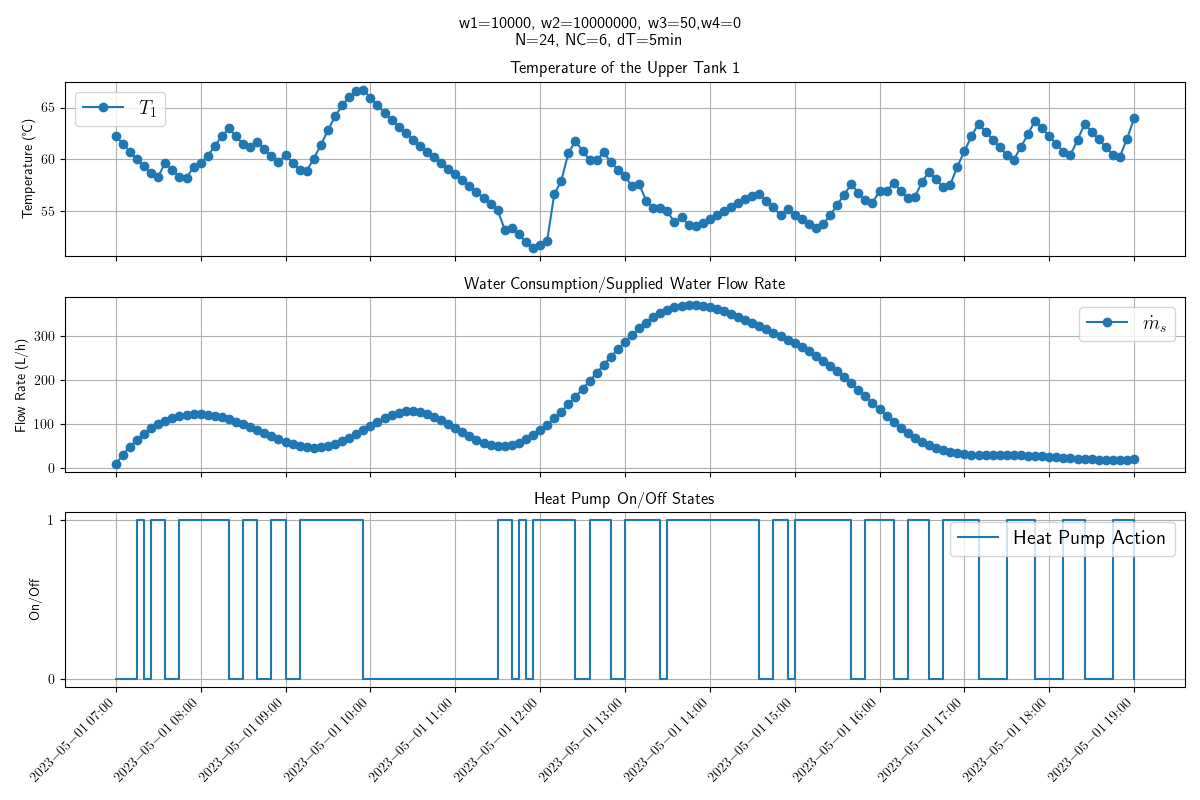 w1=10000, w2=10000000, w3=50,w4=0
N=24, NC=6, dT=5min
Temperature of the Upper Tank 1
T₁
Temperature (°C)
65
60
55
Water Consumption/Supplied Water Flow Rate
ṁₛ
Flow Rate (L/h)
300
200
100
0
Heat Pump On/Off States
Heat Pump Action
On/Off
1
0
2023−05−01 07:00
2023−05−01 08:00
2023−05−01 09:00
2023−05−01 10:00
2023−05−01 11:00
2023−05−01 12:00
2023−05−01 13:00
2023−05−01 14:00
2023−05−01 15:00
2023−05−01 16:00
2023−05−01 17:00
2023−05−01 18:00
2023−05−01 19:00